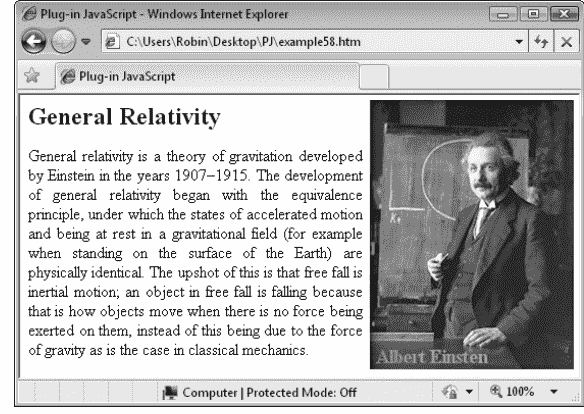 Plug-in JavaScript - Windows Internet Explorer
C:\Users\Robin\Desktop\PJ\example58.htm
Plug-in JavaScript
General Relativity
General relativity is a theory of gravitation developed
by Einstein in the years 1907–1915. The development
of general relativity began with the equivalence
principle, under which the states of accelerated motion
and being at rest in a gravitational field (for example
when standing on the surface of the Earth) are
physically identical. The upshot of this is that free fall is
inertial motion; an object in free fall is falling because
that is how objects move when there is no force being
exerted on them, instead of this being due to the force
of gravity as is the case in classical mechanics.
Albert Einsten
Computer | Protected Mode: Off
100%